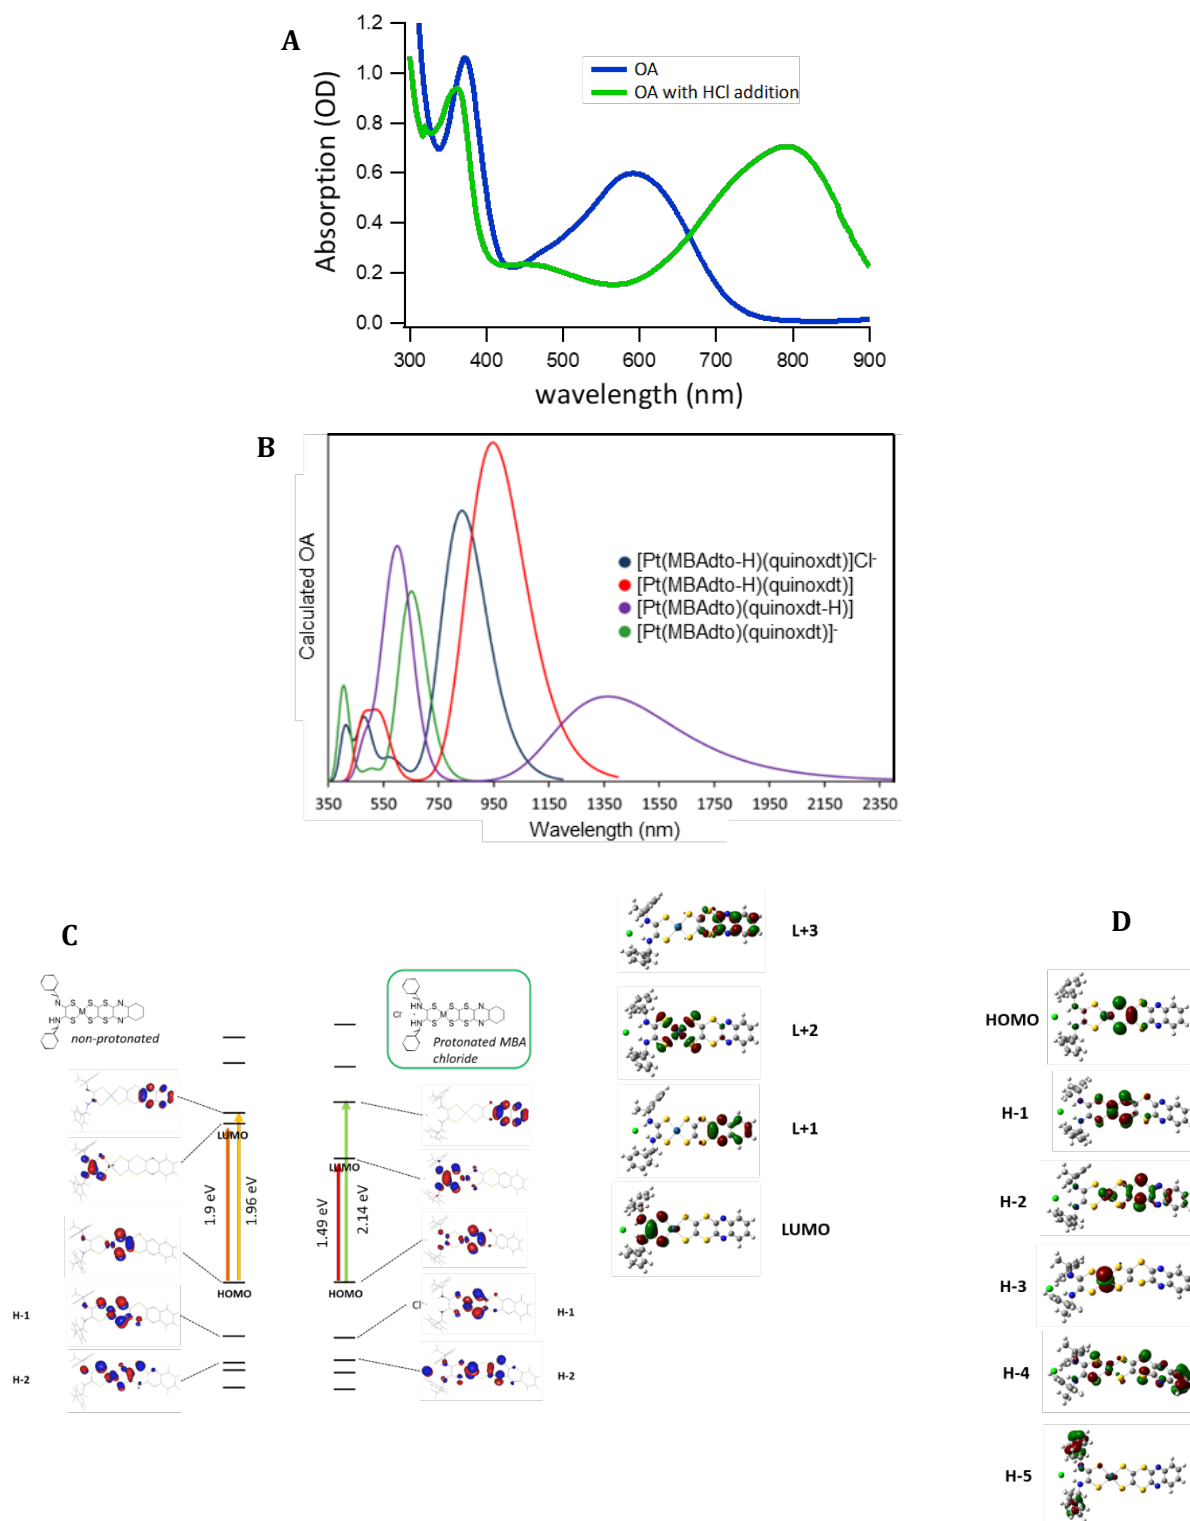 A
1.2
1.0
0.8
0.6
0.4
0.2
0.0
Absorption (OD)
OA
OA with HCl addition
300 400 500 600 700 800 900
wavelength (nm)
B
Calculated OA
[Pt(MBAdto-H)(quinoxdt)]Cl-
[Pt(MBAdto-H)(quinoxdt)]
[Pt(MBAdto)(quinoxdt-H)]
[Pt(MBAdto)(quinoxdt)]-
350 550 750 950 1150 1350 1550 1750 1950 2150 2350
Wavelength (nm)
C
N S S S N
M
HN S S S N
non-protonated
HN S S S N
Cl- M
HN S S S N
Protonated MBA
chloride
LUMO
LUMO
1.9 eV
1.96 eV
1.49 eV
2.14 eV
HOMO
HOMO
H-1
Cl-
H-1
H-2
H-2
L+3
L+2
L+1
LUMO
D
HOMO
H-1
H-2
H-3
H-4
H-5